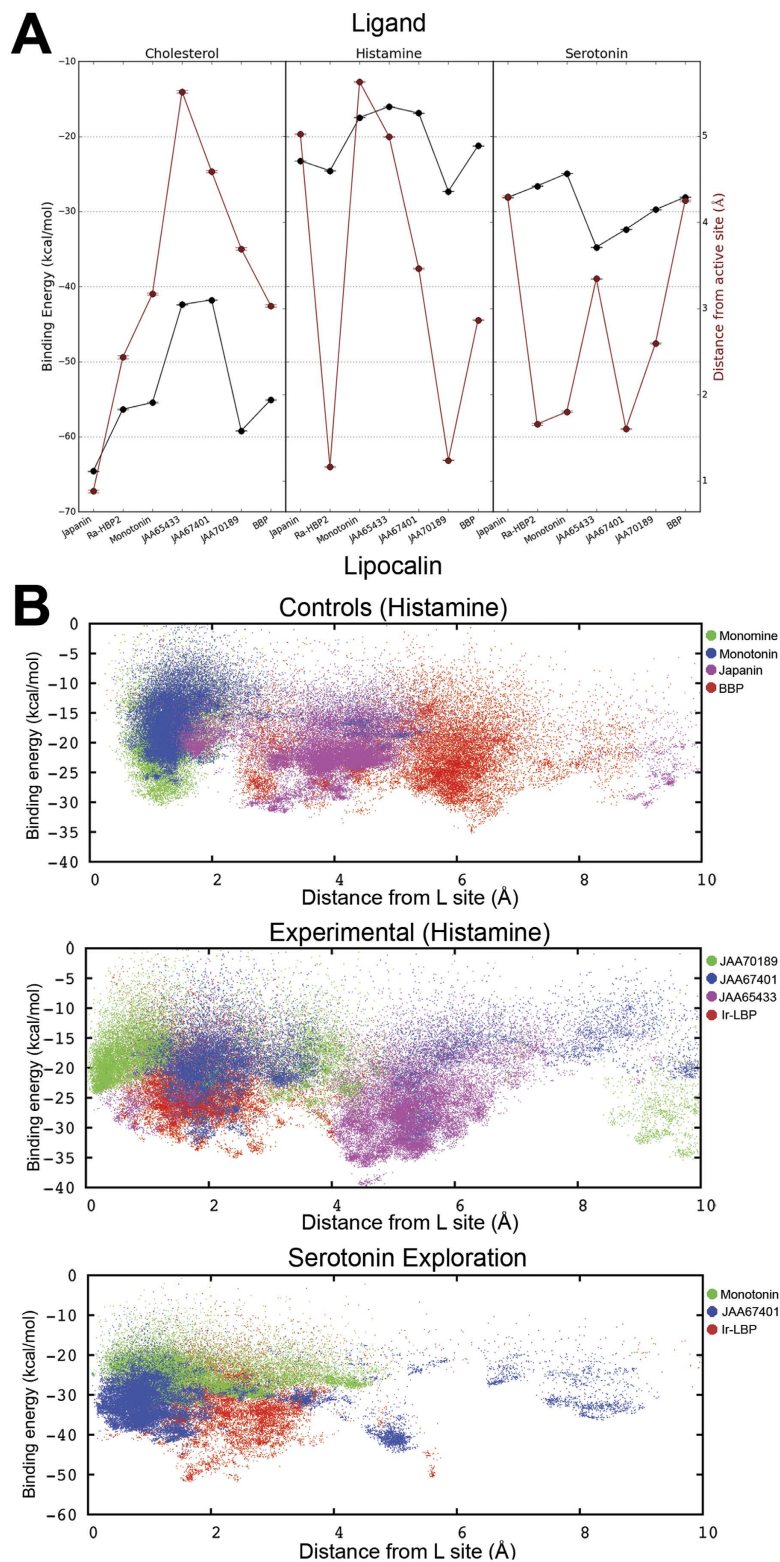 A
Ligand
Cholesterol Histamine Serotonin
Binding Energy (kcal/mol)
−10
−20
−30
−40
−50
−60
−70
5
4
3
2
1
Distance from active site (Å)
Japanin Ra-HBP2 Monotonin JAA65433 JAA67401 JAA70189 BBP
Japanin Ra-HBP2 Monotonin JAA65433 JAA67401 JAA70189 BBP
Japanin Ra-HBP2 Monotonin JAA65433 JAA67401 JAA70189 BBP
Lipocalin
B
Controls (Histamine)
Binding energy (kcal/mol)
0
−5
−10
−15
−20
−25
−30
−35
−40
Monomine
Monotonin
Japanin
BBP
0 2 4 6 8 10
Distance from L site (Å)
Experimental (Histamine)
Binding energy (kcal/mol)
0
−5
−10
−15
−20
−25
−30
−35
−40
JAA70189
JAA67401
JAA65433
Ir-LBP
0 2 4 6 8 10
Distance from L site (Å)
Serotonin Exploration
Binding energy (kcal/mol)
0
−10
−20
−30
−40
−50
−60
Monotonin
JAA67401
Ir-LBP
0 2 4 6 8 10
Distance from L site (Å)